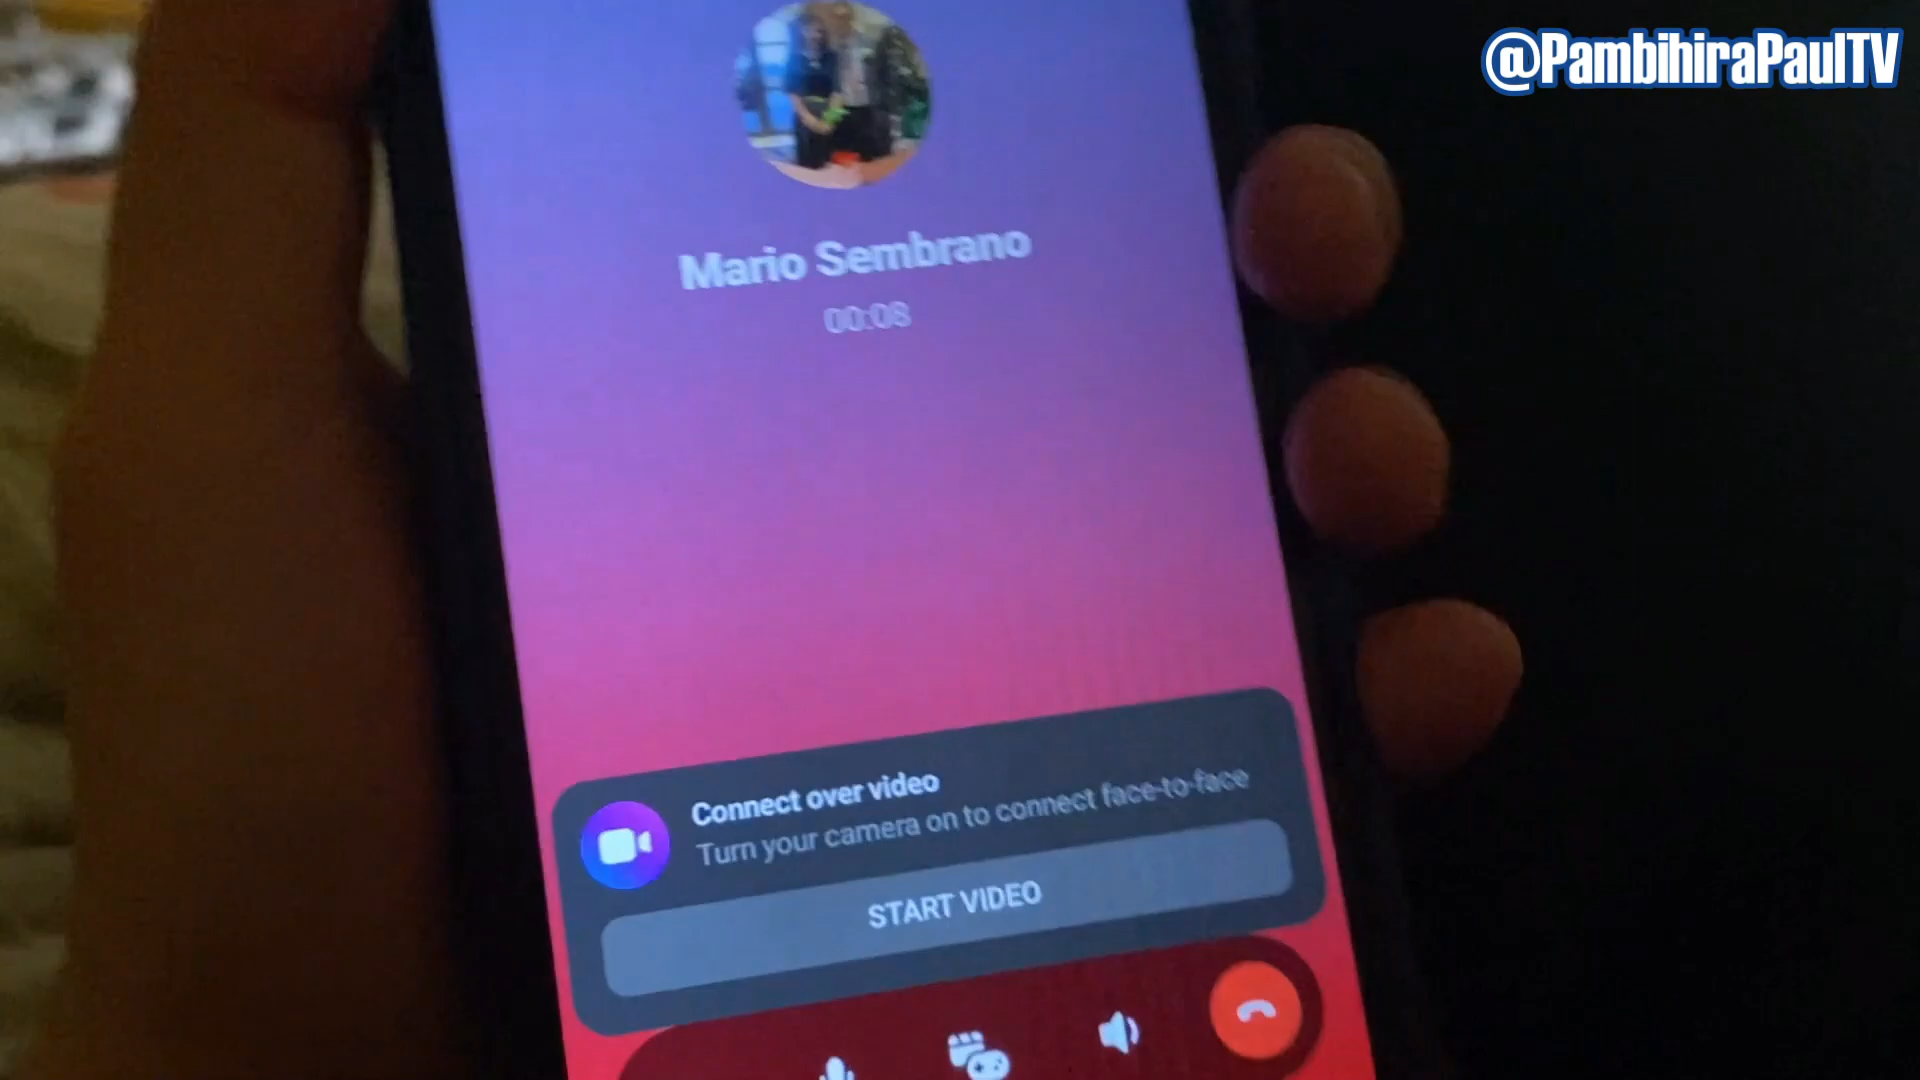 @PambihiraPaulTV
Mario Sembrano
00:08
Connect over video
Turn your camera on to connect face-to-face
START VIDEO